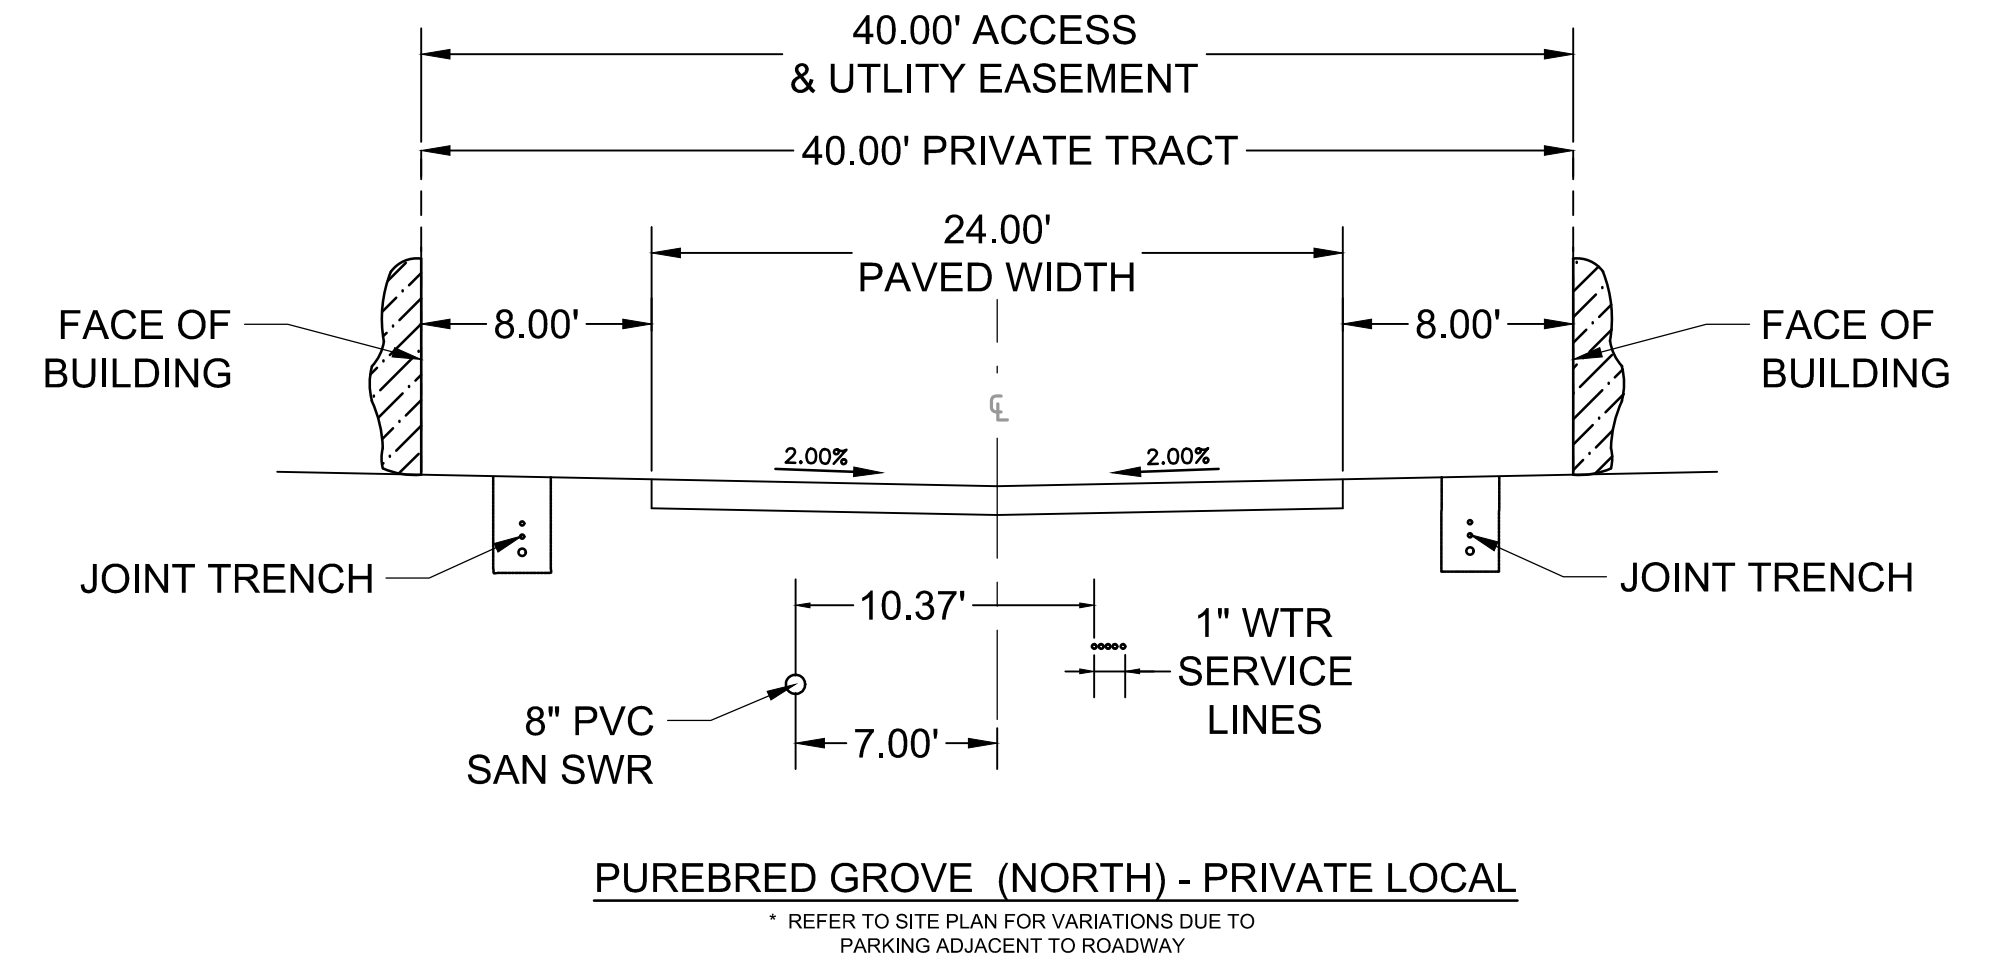 40.00' ACCESS
& UTLITY EASEMENT
40.00' PRIVATE TRACT
24.00'
PAVED WIDTH
FACE OF
BUILDING
8.00'
8.00'
FACE OF
BUILDING
℄
2.00%
2.00%
JOINT TRENCH
JOINT TRENCH
10.37'
1" WTR
SERVICE
LINES
8" PVC
SAN SWR
7.00'
PUREBRED GROVE (NORTH) - PRIVATE LOCAL
* REFER TO SITE PLAN FOR VARIATIONS DUE TO
PARKING ADJACENT TO ROADWAY